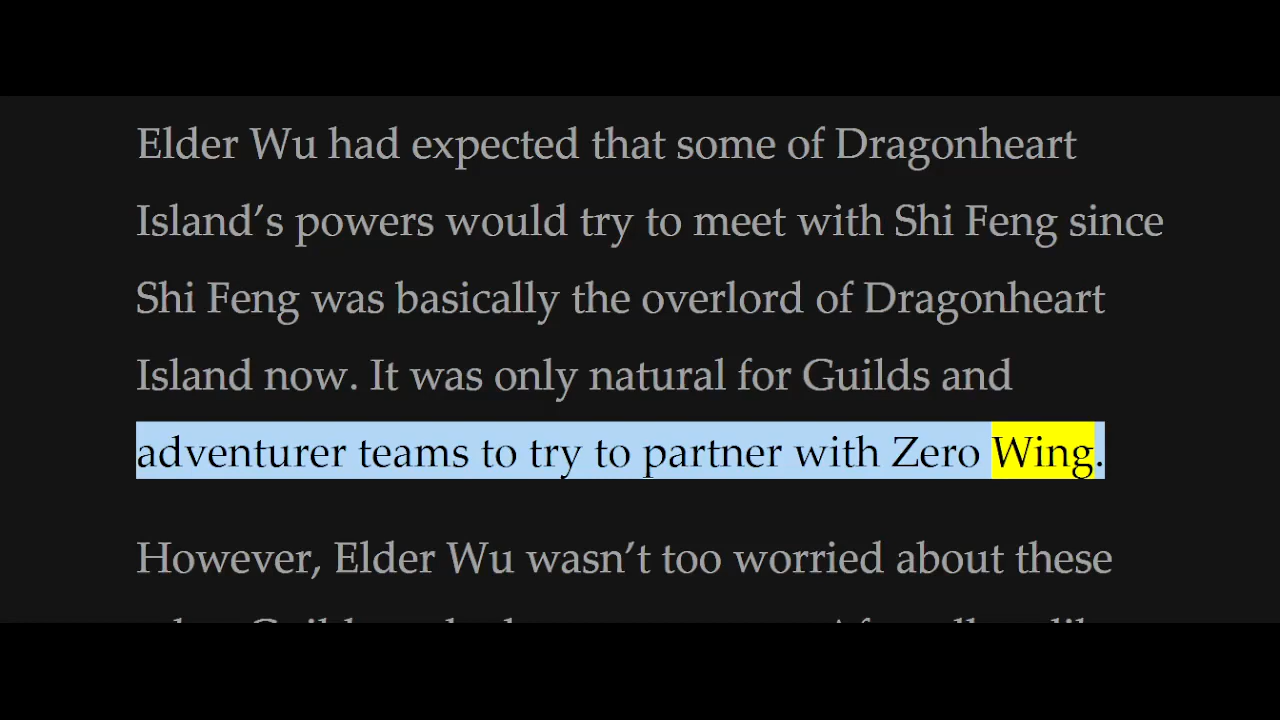 Elder Wu had expected that some of Dragonheart
Island’s powers would try to meet with Shi Feng since
Shi Feng was basically the overlord of Dragonheart
Island now. It was only natural for Guilds and
adventurer teams to try to partner with Zero Wing.
However, Elder Wu wasn’t too worried about these